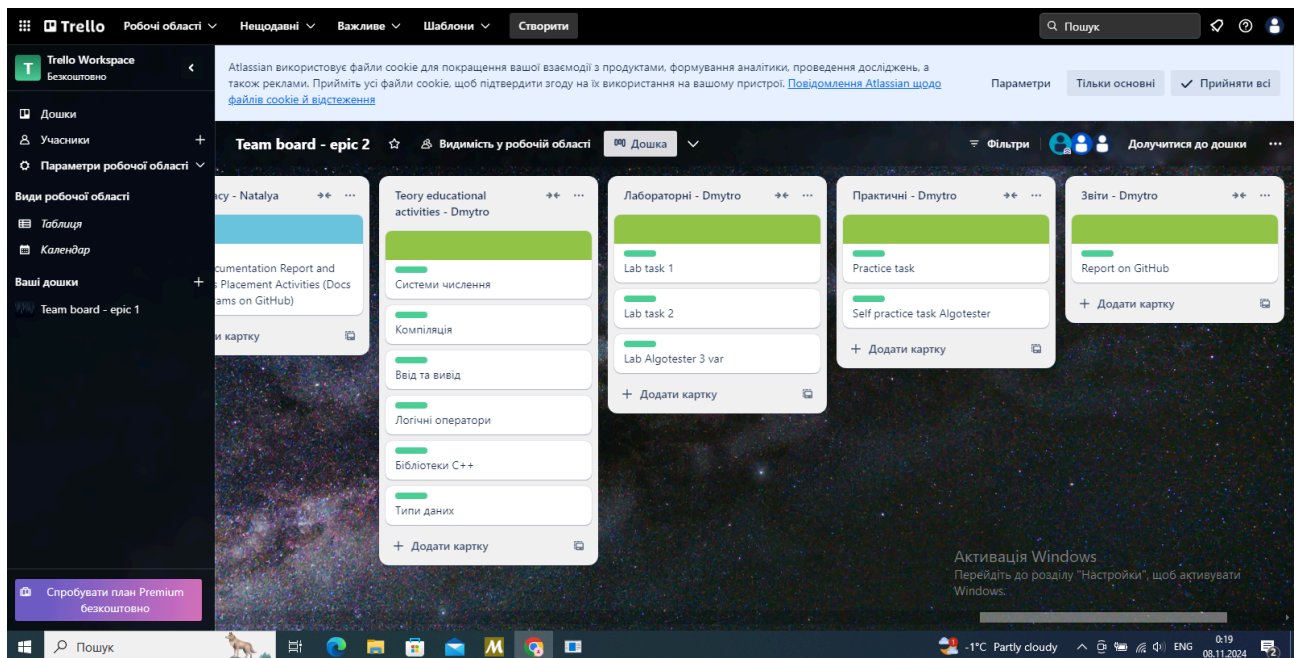 Trello
Робочі області
Нещодавні
Важливе
Шаблони
Створити
Пошук
T
Trello Workspace
Безкоштовно
Дошки
Учасники
Параметри робочої області
Види робочої області
Таблиця
Календар
Ваші дошки
Team board - epic 1
Спробувати план Premium
безкоштовно
Atlassian використовує файли cookie для покращення вашої взаємодії з продуктами, формування аналітики, проведення досліджень, а
також реклами. Прийміть усі файли cookie, щоб підтвердити згоду на їх використання на вашому пристрої. Повідомлення Atlassian щодо
файлів cookie й відстеження
Параметри
Тільки основні
Прийняти всі
Team board - epic 2
Видимість у робочій області
Дошка
Фільтри
Долучитися до дошки
- Natalya
Report and
Placement Activities (Docs
on GitHub)
картку
Teory educational
activities - Dmytro
Системи числення
Компіляція
Ввід та вивід
Логічні оператори
Бібліотеки C++
Типи даних
+ Додати картку
Лабораторні - Dmytro
Lab task 1
Lab task 2
Lab Algotester 3 var
+ Додати картку
Практичні - Dmytro
Practice task
Self practice task Algotester
+ Додати картку
Звіти - Dmytro
Report on GitHub
+ Додати картку
Активація Windows
Перейдіть до розділу "Настройки", щоб активувати
Windows.
Пошук
M
-1°C Partly cloudy
ENG
0:19
08.11.2024
2